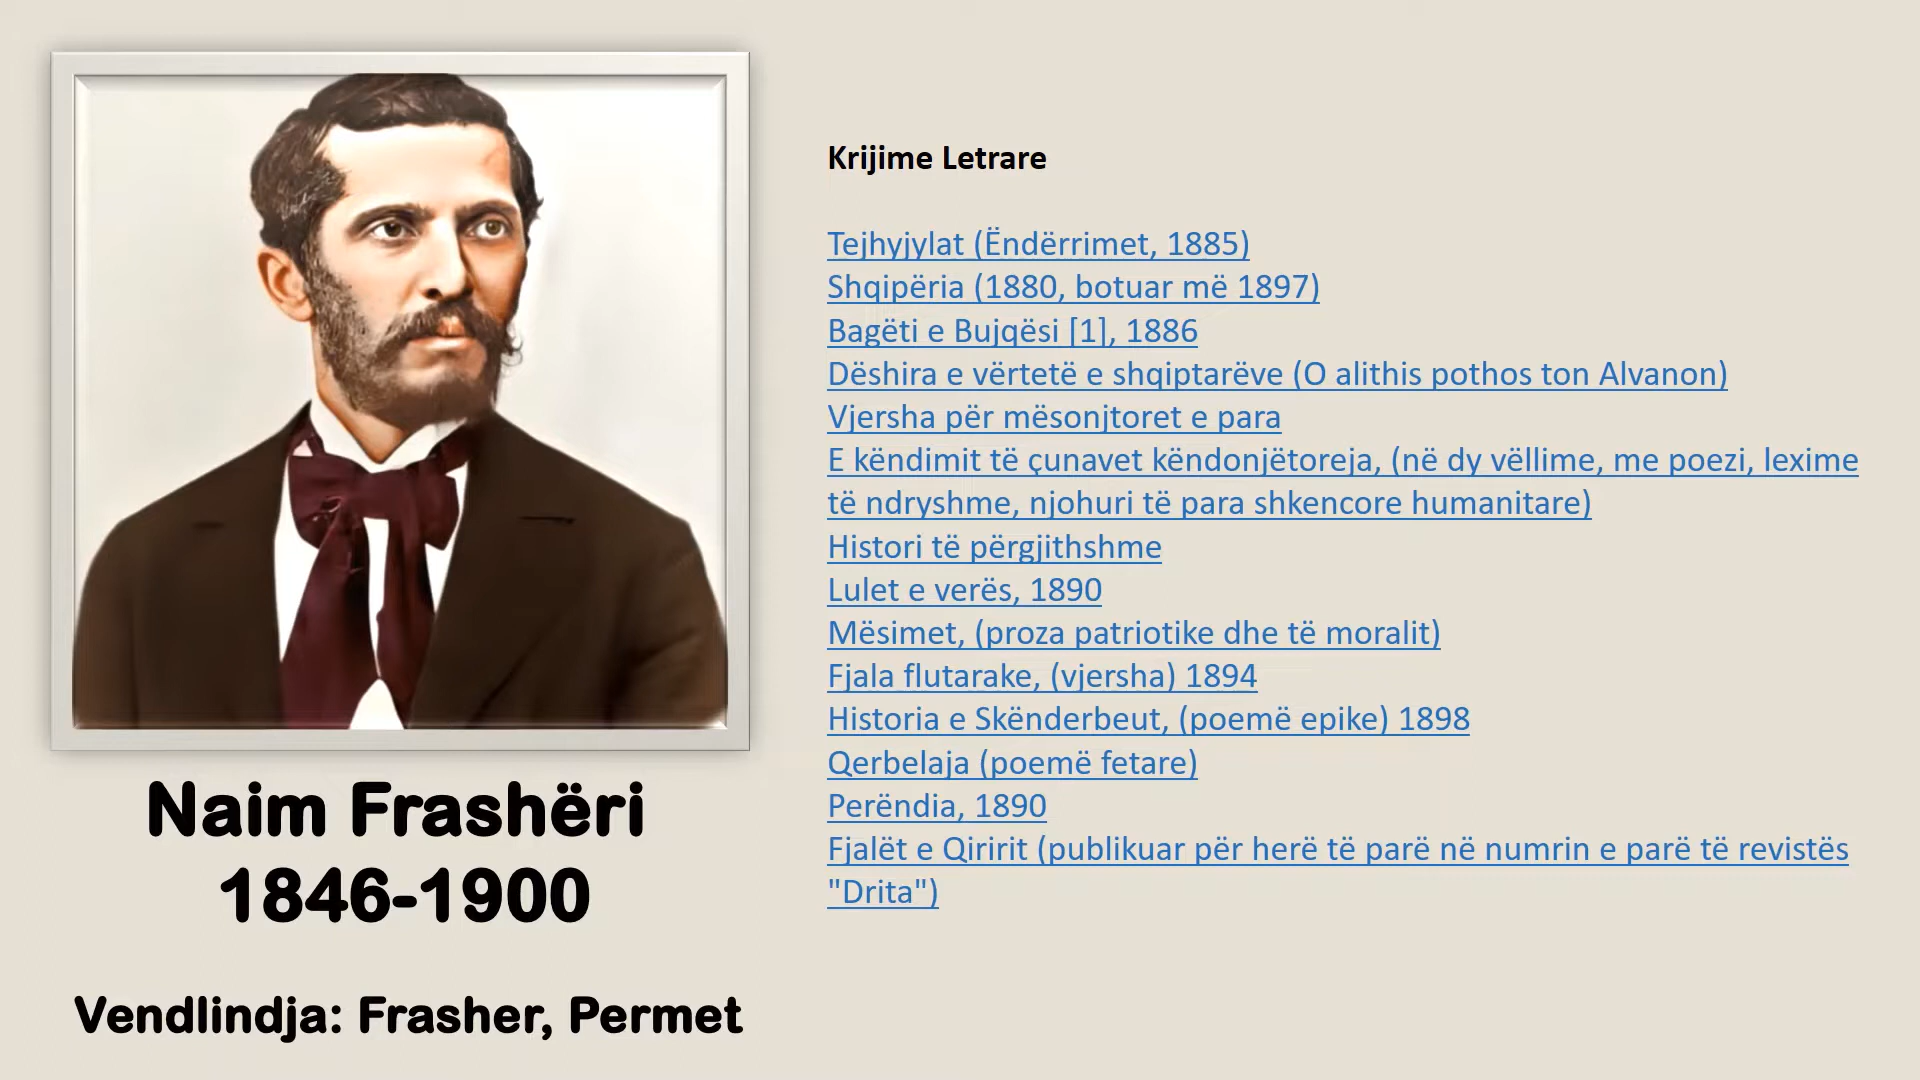 Naim Frashëri
1846-1900
Vendlindja: Frasher, Permet
Krijime Letrare
Tejhyjylat (Ëndërrimet, 1885)
Shqipëria (1880, botuar më 1897)
Bagëti e Bujqësi [1], 1886
Dëshira e vërtetë e shqiptarëve (O alithis pothos ton Alvanon)
Vjersha për mësonjtoret e para
E këndimit të çunavet këndonjëtoreja, (në dy vëllime, me poezi, lexime
të ndryshme, njohuri të para shkencore humanitare)
Histori të përgjithshme
Lulet e verës, 1890
Mësimet, (proza patriotike dhe të moralit)
Fjala flutarake, (vjersha) 1894
Historia e Skënderbeut, (poemë epike) 1898
Qerbelaja (poemë fetare)
Perëndia, 1890
Fjalët e Qiririt (publikuar për herë të parë në numrin e parë të revistës
"Drita")